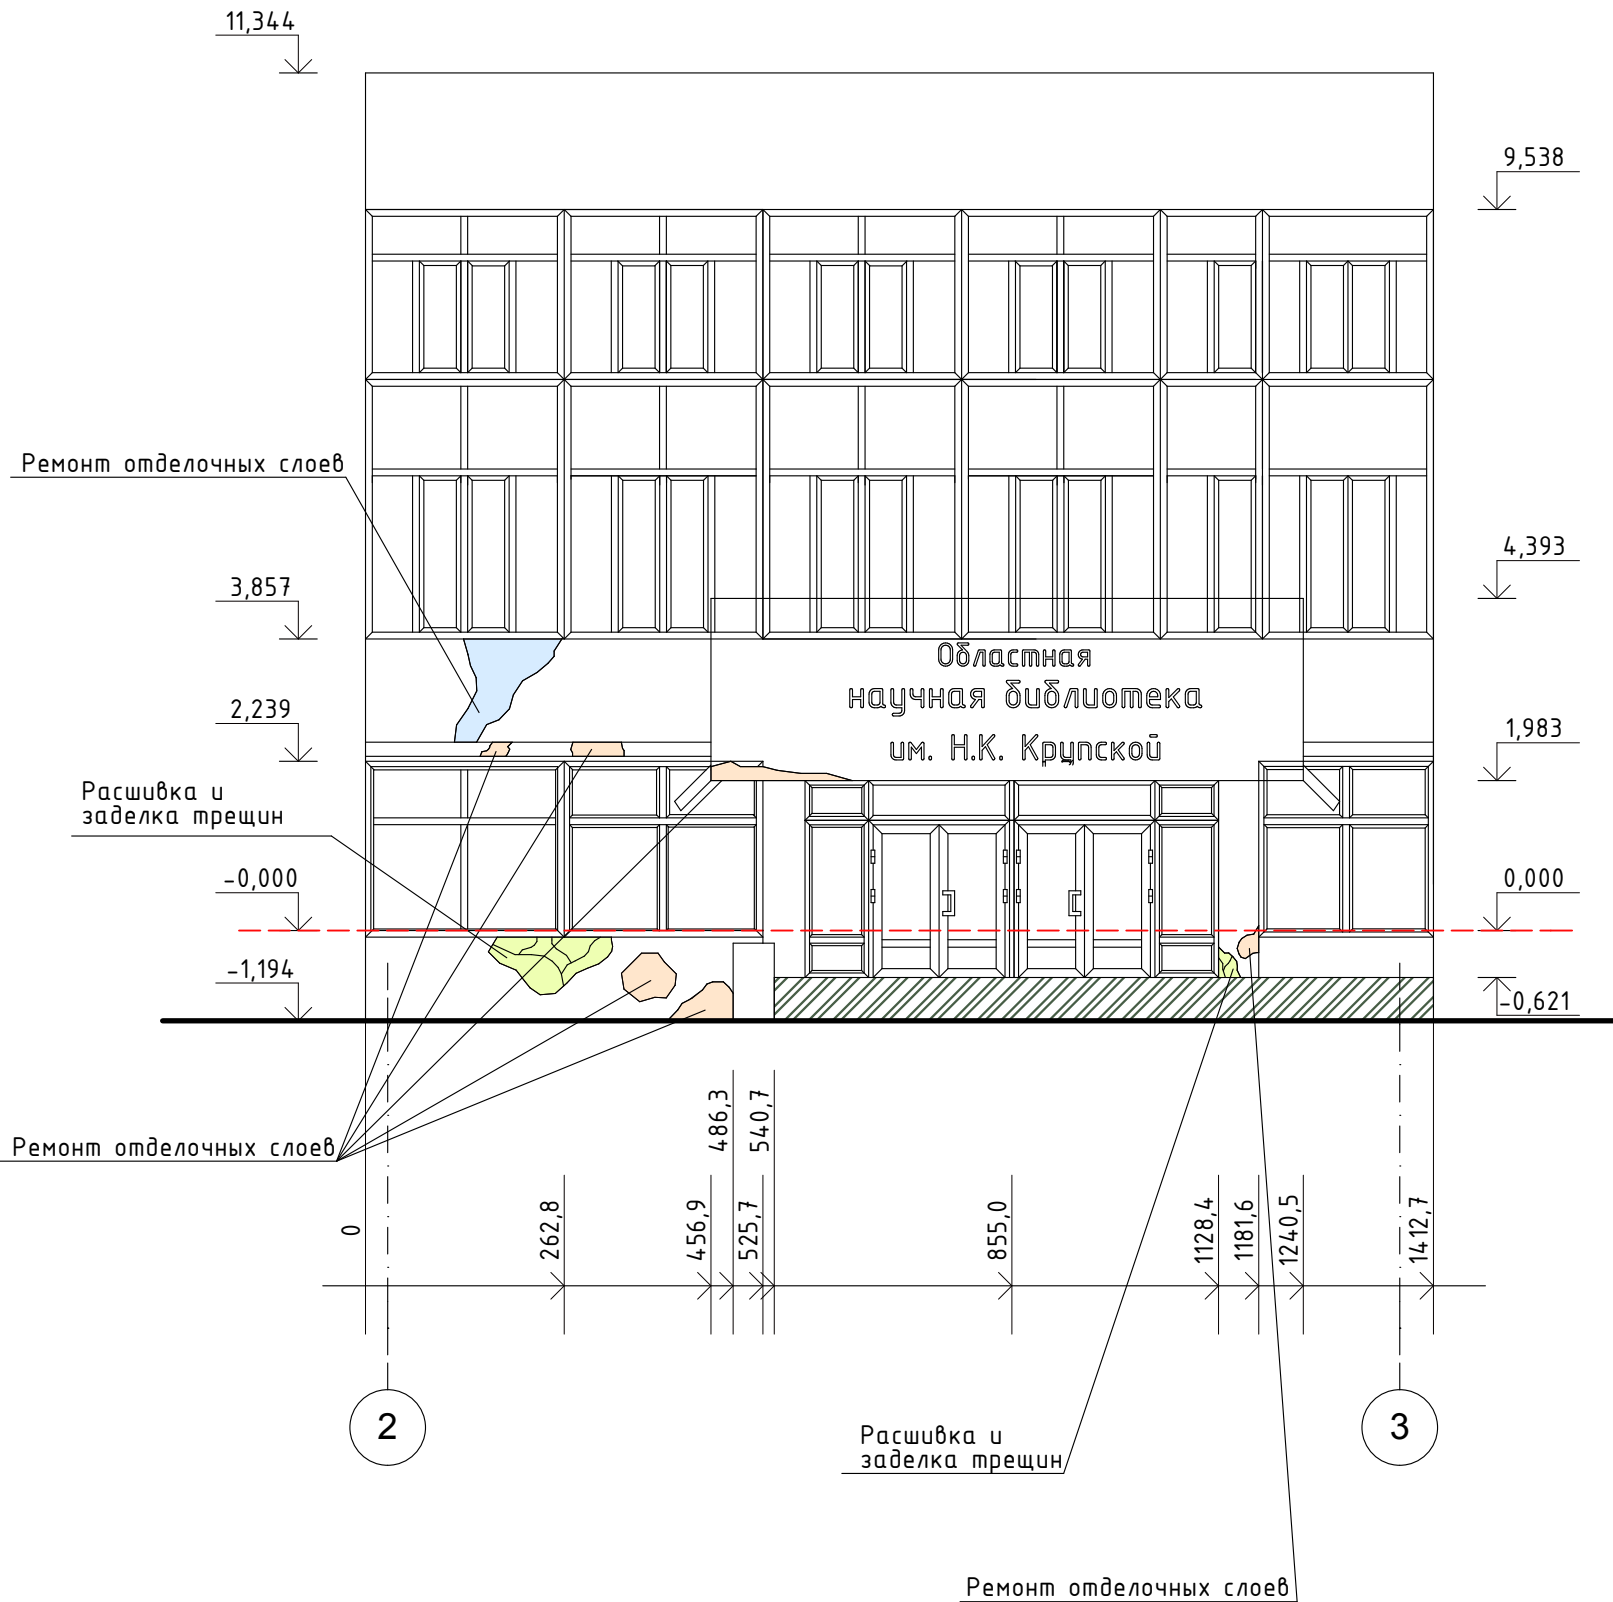 11,344
9,538
Ремонт отделочных слоев
4,393
3,857
Областная
научная библиотека
им. Н.К. Крупской
2,239
1,983
Расшивка и
заделка трещин
-0,000
0,000
-1,194
-0,621
Ремонт отделочных слоев
0
262,8
456,9
486,3
525,7
540,7
855,0
1128,4
1181,6
1240,5
1412,7
2
3
Расшивка и
заделка трещин
Ремонт отделочных слоев